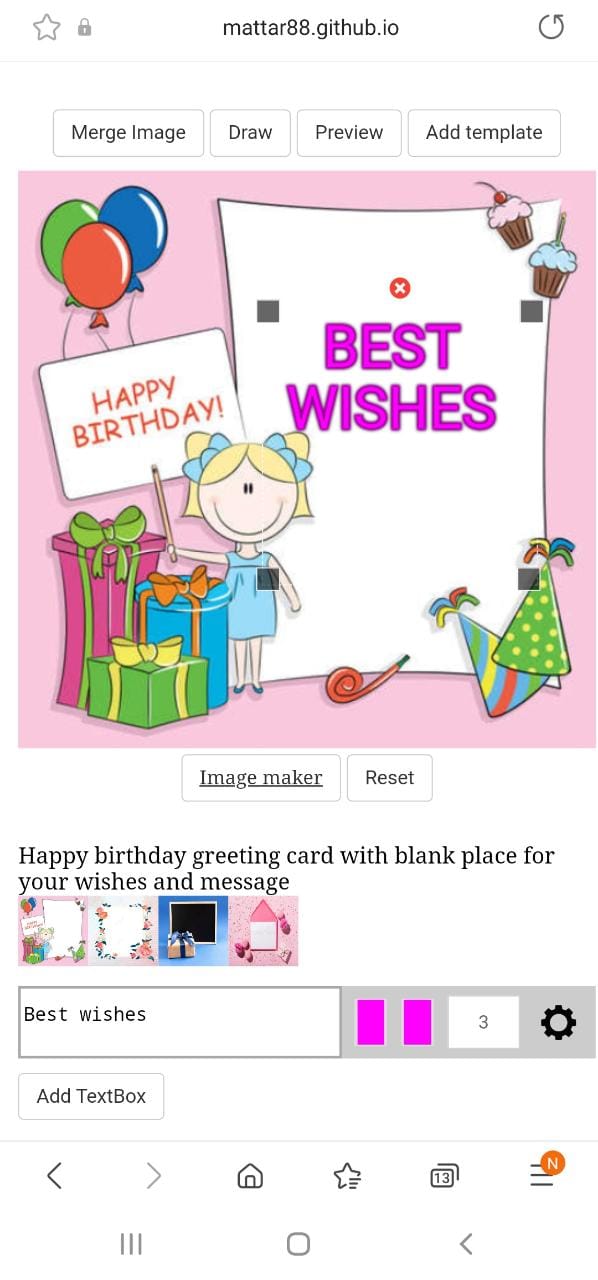 mattar88.github.io
Merge Image
Draw
Preview
Add template
BEST
WISHES
HAPPY
BIRTHDAY!
Image maker
Reset
Happy birthday greeting card with blank place for
your wishes and message
Best wishes
3
Add TextBox
13
N